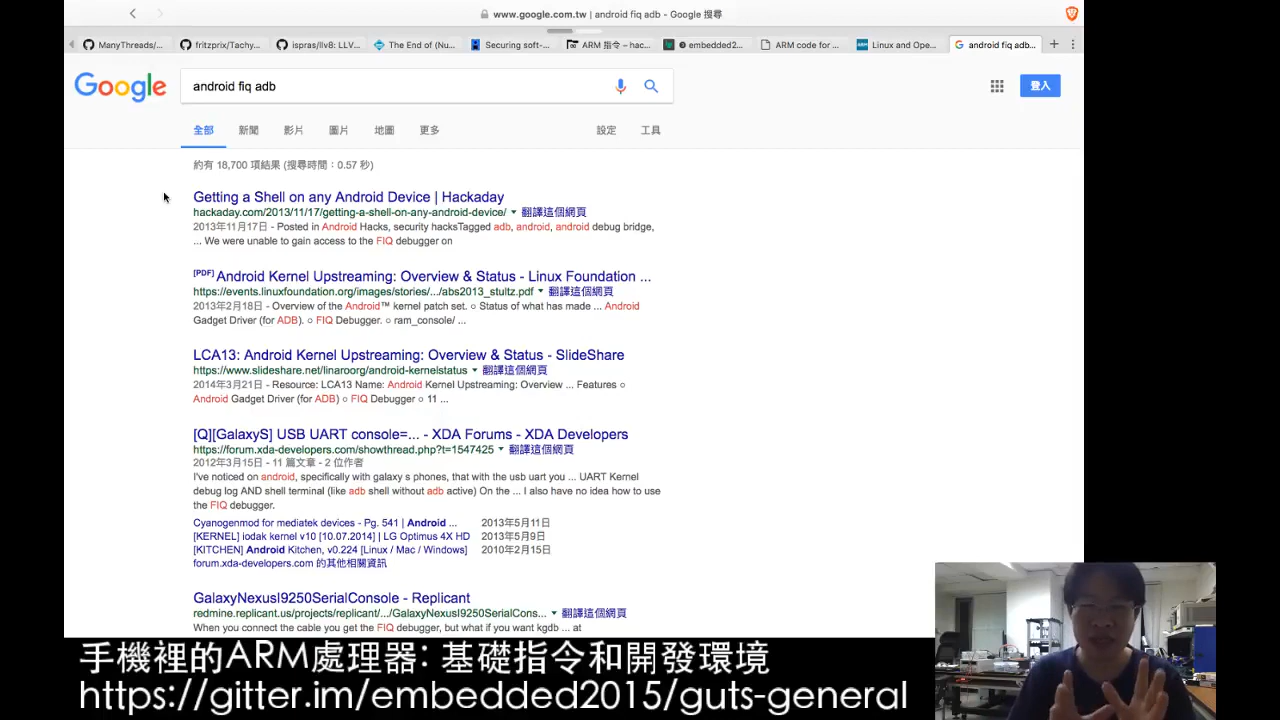 www.google.com.tw | android fiq adb - Google 搜尋
ManyThreads/...
fritzprix/Tachy...
ispras/llv8: LLV...
The End of (Nu...
Securing soft-...
ARM 指令 – hac...
embedded2...
ARM code for ...
Linux and Ope...
android fiq adb...
Google
android fiq adb
登入
全部 新聞 影片 圖片 地圖 更多 設定 工具
約有 18,700 項結果 (搜尋時間：0.57 秒)
Getting a Shell on any Android Device | Hackaday
hackaday.com/2013/11/17/getting-a-shell-on-any-android-device/ ▼ 翻譯這個網頁
2013年11月17日 - Posted in Android Hacks, security hacksTagged adb, android, android debug bridge,
... We were unable to gain access to the FIQ debugger on
[PDF] Android Kernel Upstreaming: Overview & Status - Linux Foundation ...
https://events.linuxfoundation.org/images/stories/.../abs2013_stultz.pdf ▼ 翻譯這個網頁
2013年2月18日 - Overview of the Android™ kernel patch set. ○ Status of what has made ... Android
Gadget Driver (for ADB). ○ FIQ Debugger. ○ ram_console/ ...
LCA13: Android Kernel Upstreaming: Overview & Status - SlideShare
https://www.slideshare.net/linaroorg/android-kernelstatus ▼ 翻譯這個網頁
2014年3月21日 - Resource: LCA13 Name: Android Kernel Upstreaming: Overview ... Features ○
Android Gadget Driver (for ADB) ○ FIQ Debugger ○ 11 ...
[Q][GalaxyS] USB UART console=... - XDA Forums - XDA Developers
https://forum.xda-developers.com/showthread.php?t=1547425 ▼ 翻譯這個網頁
2012年3月15日 - 11 篇文章 - 2 位作者
I've noticed on android, specifically with galaxy s phones, that with the usb uart you ... UART Kernel
debug log AND shell terminal (like adb shell without adb active) On the ... I also have no idea how to use
the FIQ debugger.
Cyanogenmod for mediatek devices - Pg. 541 | Android ... 2013年5月11日
[KERNEL] iodak kernel v10 [10.07.2014] | LG Optimus 4X HD 2013年5月9日
[KITCHEN] Android Kitchen, v0.224 [Linux / Mac / Windows] 2010年2月15日
forum.xda-developers.com 的其他相關資訊
GalaxyNexusI9250SerialConsole - Replicant
redmine.replicant.us/projects/replicant/.../GalaxyNexusI9250SerialCons... ▼ 翻譯這個網頁
When you connect the cable you get the FIQ debugger, but what if you want kgdb ... at
手機裡的ARM處理器: 基礎指令和開發環境
https://gitter.im/embedded2015/guts-general